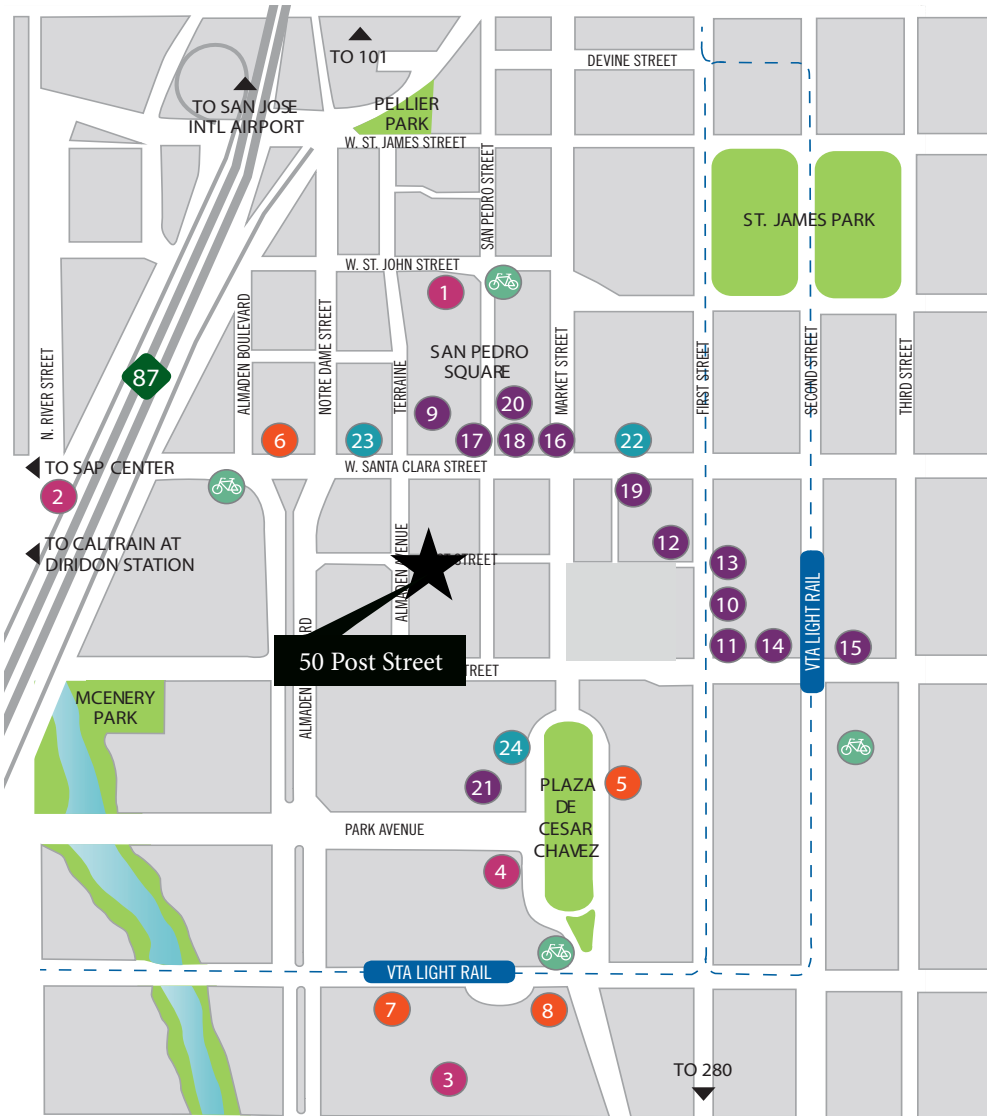 TO 101
DEVINE STREET
TO SAN JOSE
INTL AIRPORT
PELLIER
PARK
W. ST. JAMES STREET
SAN PEDRO STREET
ST. JAMES PARK
W. ST. JOHN STREET
1
N. RIVER STREET
87
ALMADEN BOULEVARD
NOTRE DAME STREET
TERRAINE
SAN PEDRO
SQUARE
MARKET STREET
FIRST STREET
SECOND STREET
THIRD STREET
9
20
6
23
17
18
16
22
W. SANTA CLARA STREET
TO SAP CENTER
2
19
TO CALTRAIN AT
DIRIDON STATION
ALMADEN AVENUE
STREET
12
13
10
11
14
15
VTA LIGHT RAIL
50 Post Street
STREET
ALMADEN
ARD
MCENERY
PARK
24
21
5
PLAZA
DE
CESAR
CHAVEZ
PARK AVENUE
4
VTA LIGHT RAIL
7
8
3
TO 280